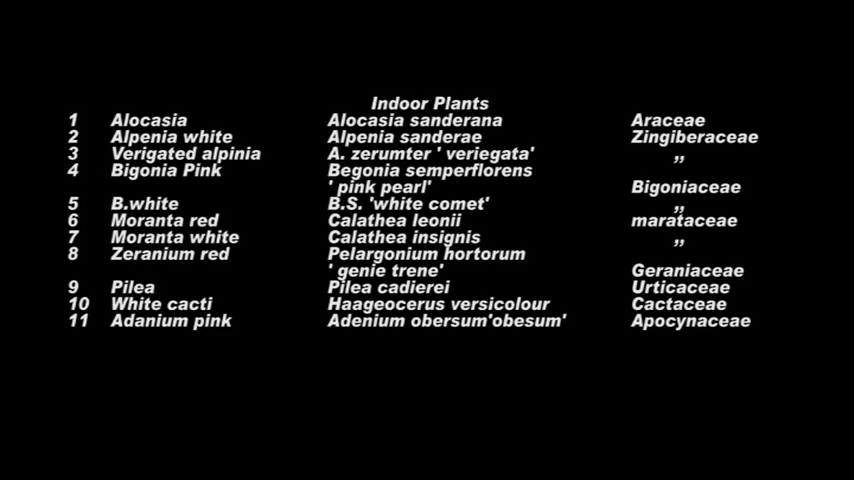 Indoor Plants
1 Alocasia Alocasia sanderana Araceae
2 Alpenia white Alpenia sanderae Zingiberaceae
3 Verigated alpinia A. zerumter ' veriegata' ,,
4 Bigonia Pink Begonia semperflorens
' pink pearl' Bigoniaceae
5 B.white B.S. 'white comet' ,,
6 Moranta red Calathea leonii marataceae
7 Moranta white Calathea insignis ,,
8 Zeranium red Pelargonium hortorum
' genie trene' Geraniaceae
9 Pilea Pilea cadierei Urticaceae
10 White cacti Haageocerus versicolour Cactaceae
11 Adanium pink Adenium obersum'obesum' Apocynaceae